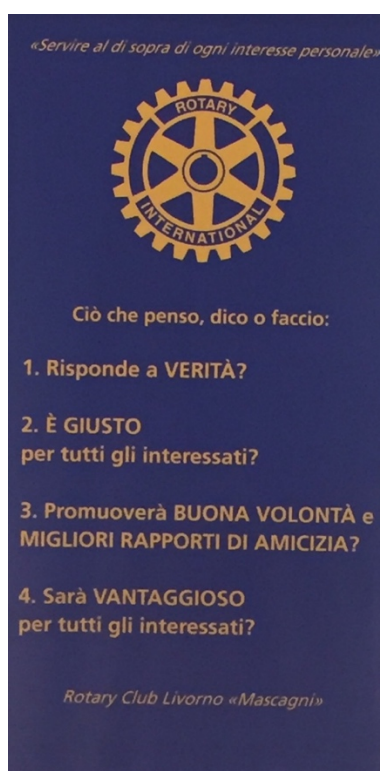 «Servire al di sopra di ogni interesse personale»
ROTARY
INTERNATIONAL
Ciò che penso, dico o faccio:
1. Risponde a VERITÀ?
2. È GIUSTO
per tutti gli interessati?
3. Promuoverà BUONA VOLONTÀ e
MIGLIORI RAPPORTI DI AMICIZIA?
4. Sarà VANTAGGIOSO
per tutti gli interessati?
Rotary Club Livorno «Mascagni»